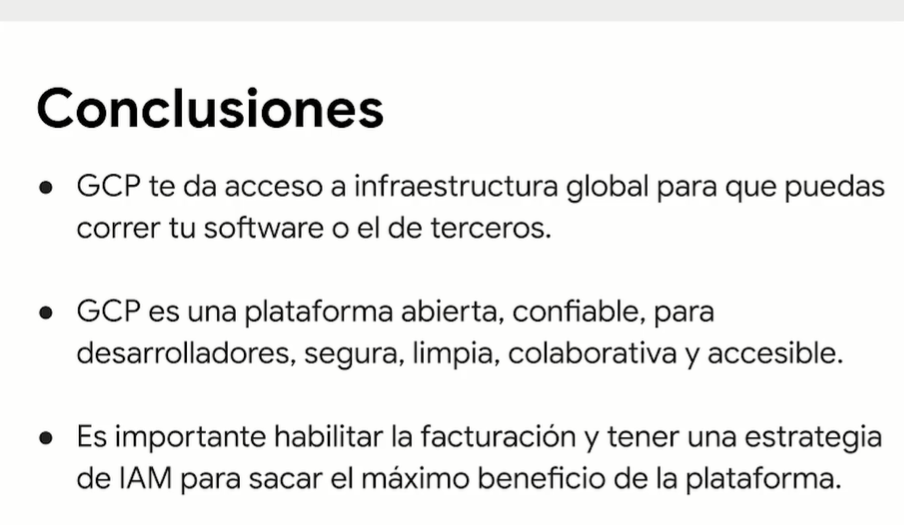 Conclusiones
● GCP te da acceso a infraestructura global para que puedas
correr tu software o el de terceros.
● GCP es una plataforma abierta, confiable, para
desarrolladores, segura, limpia, colaborativa y accesible.
● Es importante habilitar la facturación y tener una estrategia
de IAM para sacar el máximo beneficio de la plataforma.